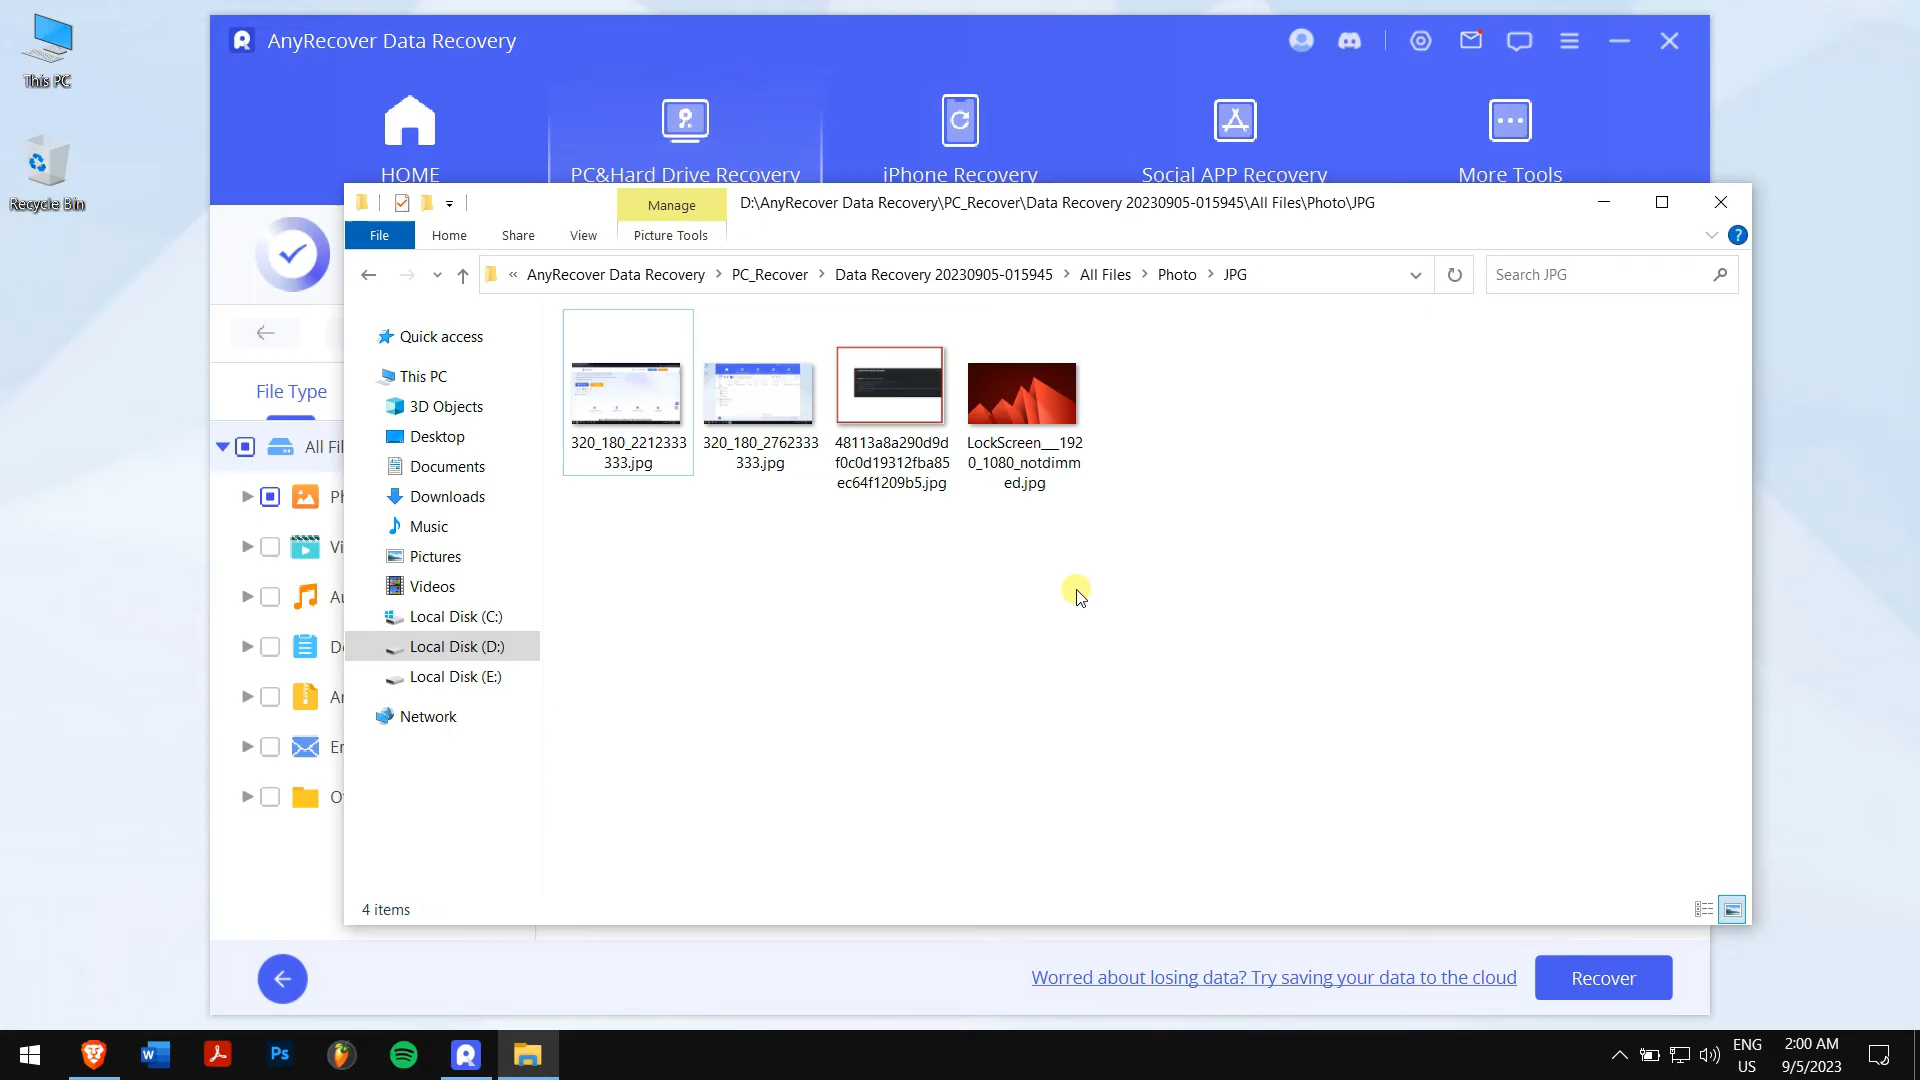 This PC
Recycle Bin
AnyRecover Data Recovery
HOME
PC&Hard Drive Recovery
iPhone Recovery
Social APP Recovery
More Tools
Manage
D:\AnyRecover Data Recovery\PC_Recover\Data Recovery 20230905-015945\All Files\Photo\JPG
File
Home
Share
View
Picture Tools
« AnyRecover Data Recovery > PC_Recover > Data Recovery 20230905-015945 > All Files > Photo > JPG
Search JPG
File Type
All Fil
Quick access
This PC
3D Objects
Desktop
Documents
Downloads
Music
Pictures
Videos
Local Disk (C:)
Local Disk (D:)
Local Disk (E:)
Network
320_180_2212333
333.jpg
320_180_2762333
333.jpg
48113a8a290d9d
f0c0d19312fba85
ec64f1209b5.jpg
LockScreen___192
0_1080_notdimm
ed.jpg
4 items
Worred about losing data? Try saving your data to the cloud
Recover
Ps
ENG
US
2:00 AM
9/5/2023